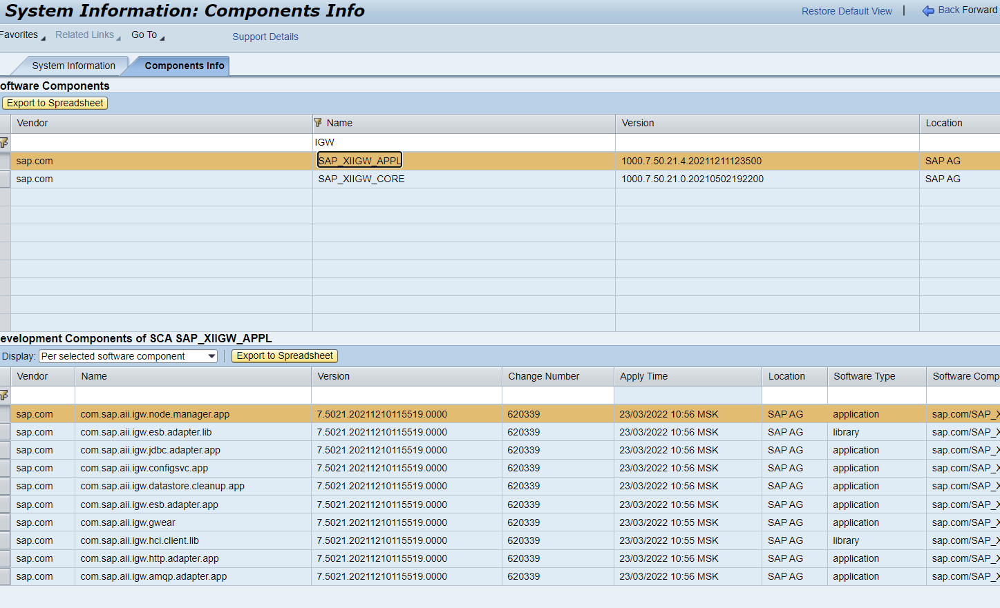 System Information: Components Info
Restore Default View | Back Forward
Favorites Related Links Go To Support Details
System Information Components Info
oftware Components
Export to Spreadsheet
Vendor Name Version Location
IGW
sap.com SAP_XIIGW_APPL 1000.7.50.21.4.20211211123500 SAP AG
sap.com SAP_XIIGW_CORE 1000.7.50.21.0.20210502192200 SAP AG
evelopment Components of SCA SAP_XIIGW_APPL
Display: Per selected software component Export to Spreadsheet
Vendor Name Version Change Number Apply Time Location Software Type Software Comp
sap.com com.sap.aii.igw.node.manager.app 7.5021.20211210115519.0000 620339 23/03/2022 10:56 MSK SAP AG application sap.com/SAP_X
sap.com com.sap.aii.igw.esb.adapter.lib 7.5021.20211210115519.0000 620339 23/03/2022 10:56 MSK SAP AG library sap.com/SAP_X
sap.com com.sap.aii.igw.jdbc.adapter.app 7.5021.20211210115519.0000 620339 23/03/2022 10:56 MSK SAP AG application sap.com/SAP_X
sap.com com.sap.aii.igw.configsvc.app 7.5021.20211210115519.0000 620339 23/03/2022 10:56 MSK SAP AG application sap.com/SAP_X
sap.com com.sap.aii.igw.datastore.cleanup.app 7.5021.20211210115519.0000 620339 23/03/2022 10:56 MSK SAP AG application sap.com/SAP_X
sap.com com.sap.aii.igw.esb.adapter.app 7.5021.20211210115519.0000 620339 23/03/2022 10:56 MSK SAP AG application sap.com/SAP_X
sap.com com.sap.aii.igw.gwear 7.5021.20211210115519.0000 620339 23/03/2022 10:55 MSK SAP AG application sap.com/SAP_X
sap.com com.sap.aii.igw.hci.client.lib 7.5021.20211210115519.0000 620339 23/03/2022 10:55 MSK SAP AG library sap.com/SAP_X
sap.com com.sap.aii.igw.http.adapter.app 7.5021.20211210115519.0000 620339 23/03/2022 10:56 MSK SAP AG application sap.com/SAP_X
sap.com com.sap.aii.igw.amqp.adapter.app 7.5021.20211210115519.0000 620339 23/03/2022 10:56 MSK SAP AG application sap.com/SAP_X